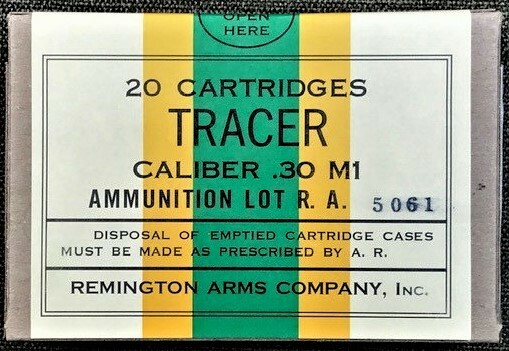 OPEN
HERE
20 CARTRIDGES
TRACER
CALIBER .30 M1
AMMUNITION LOT R. A. 5061
DISPOSAL OF EMPTIED CARTRIDGE CASES
MUST BE MADE AS PRESCRIBED BY A. R.
REMINGTON ARMS COMPANY, INC.